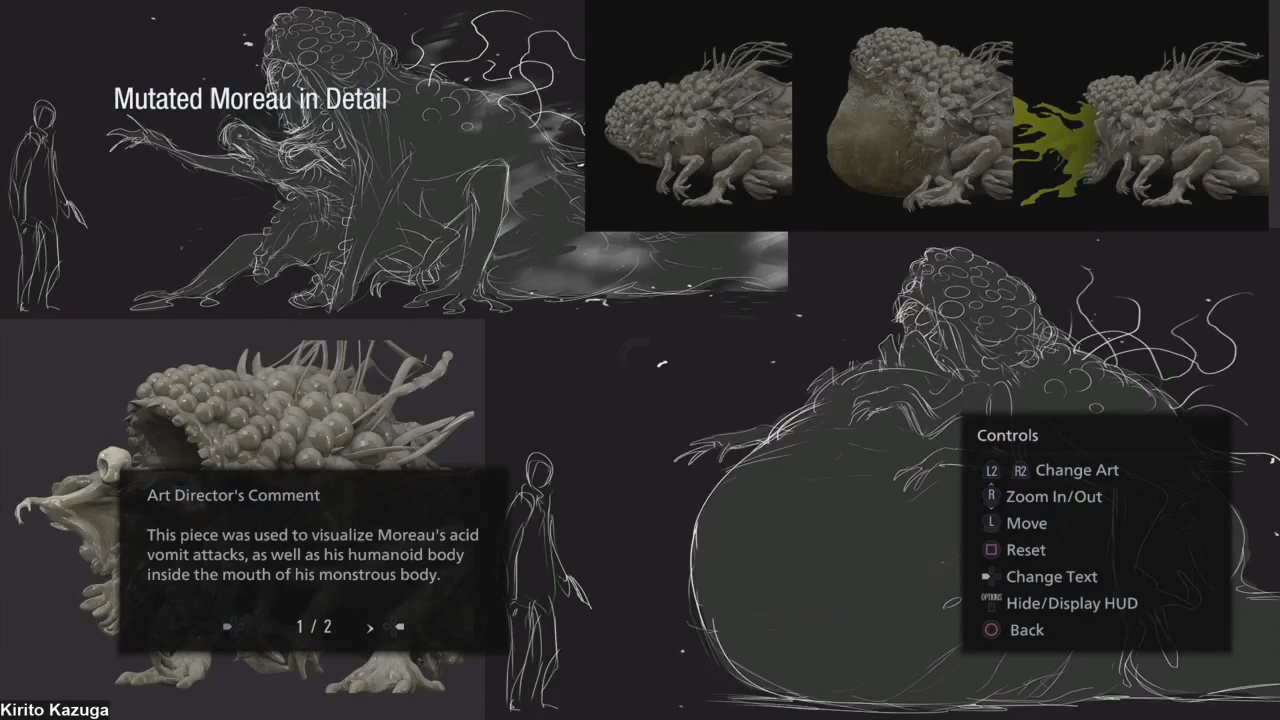 Mutated Moreau in Detail
Art Director's Comment
This piece was used to visualize Moreau's acid
vomit attacks, as well as his humanoid body
inside the mouth of his monstrous body.
1 / 2
Controls
L2 R2 Change Art
R Zoom In/Out
L Move
Reset
Change Text
OPTIONS Hide/Display HUD
Back
Kirito Kazuga